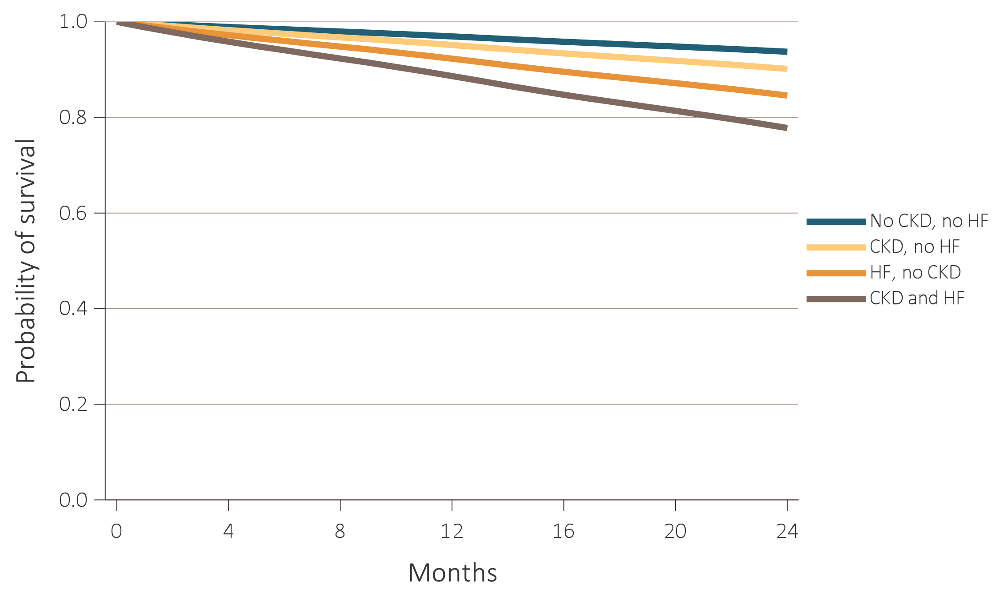 Probability of survival
1.0
0.8
0.6
0.4
0.2
0.0
0 4 8 12 16 20 24
Months
No CKD, no HF
CKD, no HF
HF, no CKD
CKD and HF